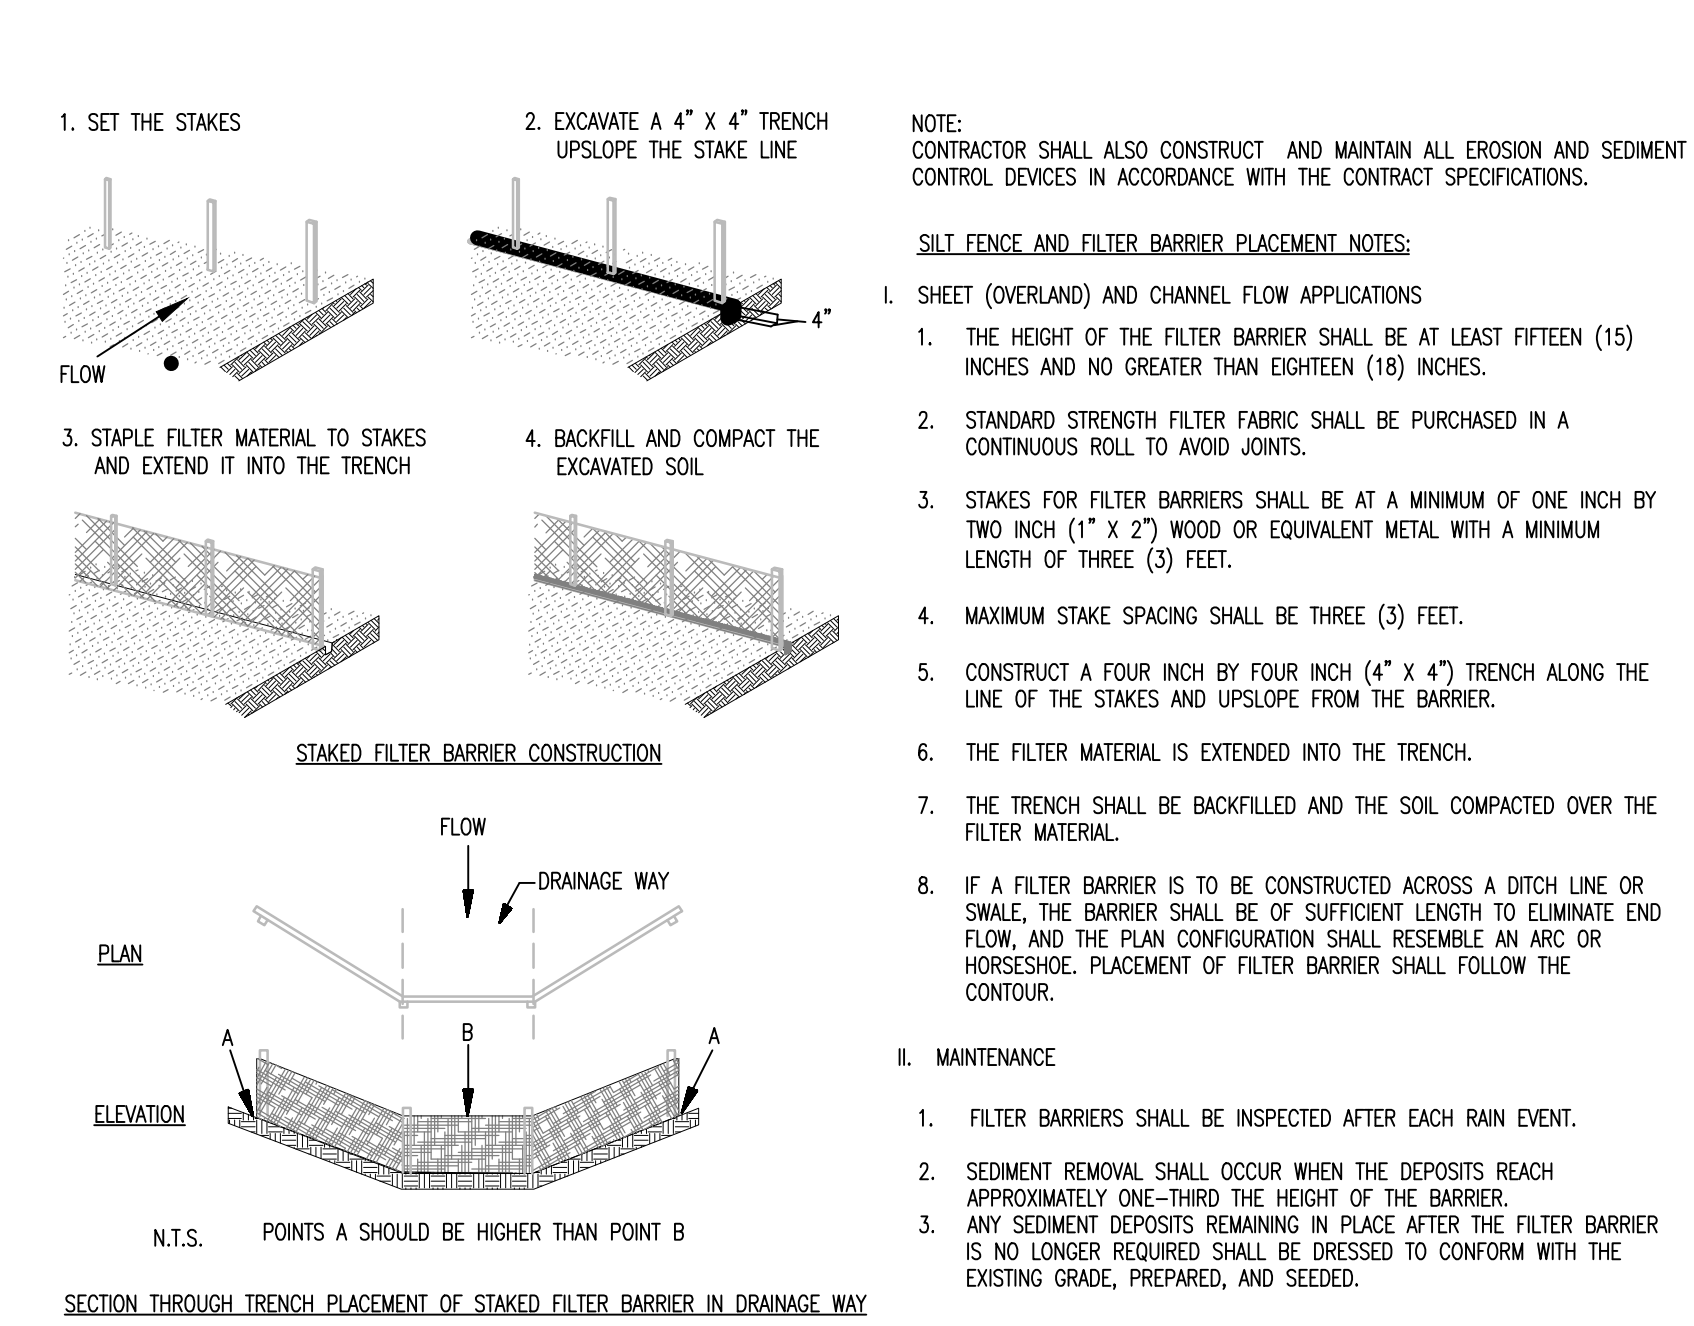 1. SET THE STAKES
2. EXCAVATE A 4” X 4” TRENCH
UPSLOPE THE STAKE LINE
FLOW
4”
3. STAPLE FILTER MATERIAL TO STAKES
AND EXTEND IT INTO THE TRENCH
4. BACKFILL AND COMPACT THE
EXCAVATED SOIL
STAKED FILTER BARRIER CONSTRUCTION
FLOW
DRAINAGE WAY
PLAN
A
B
A
ELEVATION
N.T.S.
POINTS A SHOULD BE HIGHER THAN POINT B
SECTION THROUGH TRENCH PLACEMENT OF STAKED FILTER BARRIER IN DRAINAGE WAY
NOTE:
CONTRACTOR SHALL ALSO CONSTRUCT AND MAINTAIN ALL EROSION AND SEDIMENT
CONTROL DEVICES IN ACCORDANCE WITH THE CONTRACT SPECIFICATIONS.
SILT FENCE AND FILTER BARRIER PLACEMENT NOTES:
I. SHEET (OVERLAND) AND CHANNEL FLOW APPLICATIONS
1. THE HEIGHT OF THE FILTER BARRIER SHALL BE AT LEAST FIFTEEN (15)
INCHES AND NO GREATER THAN EIGHTEEN (18) INCHES.
2. STANDARD STRENGTH FILTER FABRIC SHALL BE PURCHASED IN A
CONTINUOUS ROLL TO AVOID JOINTS.
3. STAKES FOR FILTER BARRIERS SHALL BE AT A MINIMUM OF ONE INCH BY
TWO INCH (1” X 2”) WOOD OR EQUIVALENT METAL WITH A MINIMUM
LENGTH OF THREE (3) FEET.
4. MAXIMUM STAKE SPACING SHALL BE THREE (3) FEET.
5. CONSTRUCT A FOUR INCH BY FOUR INCH (4” X 4”) TRENCH ALONG THE
LINE OF THE STAKES AND UPSLOPE FROM THE BARRIER.
6. THE FILTER MATERIAL IS EXTENDED INTO THE TRENCH.
7. THE TRENCH SHALL BE BACKFILLED AND THE SOIL COMPACTED OVER THE
FILTER MATERIAL.
8. IF A FILTER BARRIER IS TO BE CONSTRUCTED ACROSS A DITCH LINE OR
SWALE, THE BARRIER SHALL BE OF SUFFICIENT LENGTH TO ELIMINATE END
FLOW, AND THE PLAN CONFIGURATION SHALL RESEMBLE AN ARC OR
HORSESHOE. PLACEMENT OF FILTER BARRIER SHALL FOLLOW THE
CONTOUR.
II. MAINTENANCE
1. FILTER BARRIERS SHALL BE INSPECTED AFTER EACH RAIN EVENT.
2. SEDIMENT REMOVAL SHALL OCCUR WHEN THE DEPOSITS REACH
APPROXIMATELY ONE–THIRD THE HEIGHT OF THE BARRIER.
3. ANY SEDIMENT DEPOSITS REMAINING IN PLACE AFTER THE FILTER BARRIER
IS NO LONGER REQUIRED SHALL BE DRESSED TO CONFORM WITH THE
EXISTING GRADE, PREPARED, AND SEEDED.